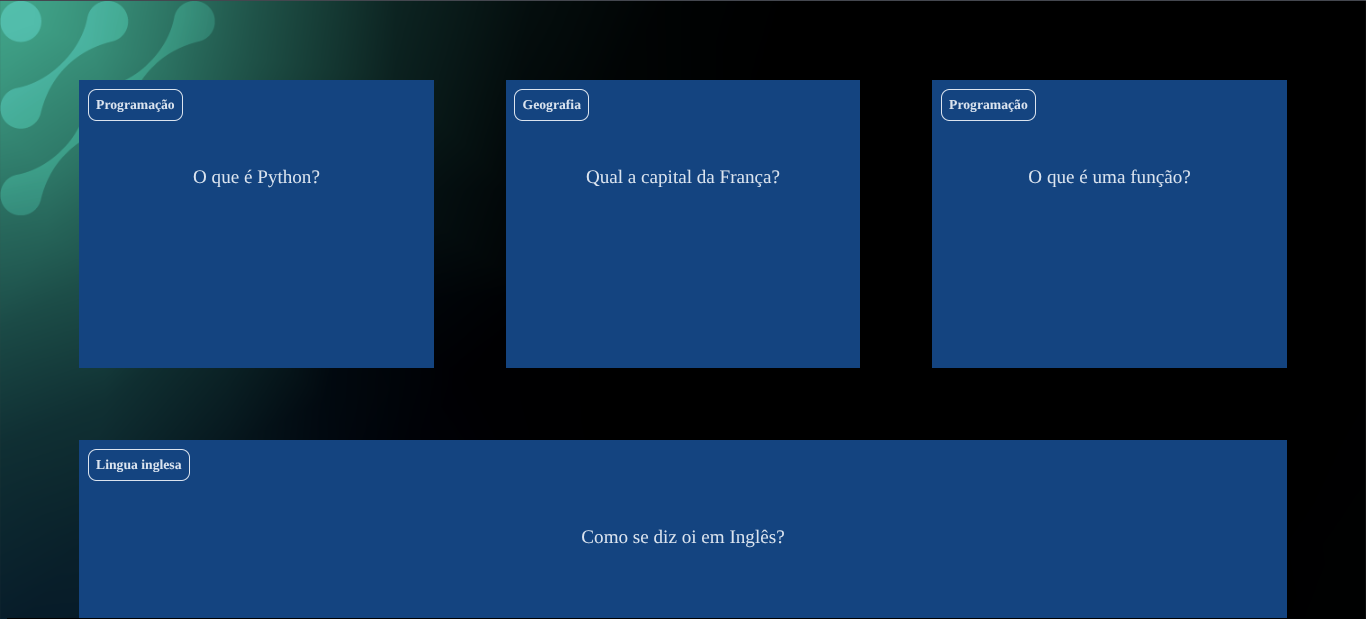 Programação
O que é Python?
Geografia
Qual a capital da França?
Programação
O que é uma função?
Lingua inglesa
Como se diz oi em Inglês?